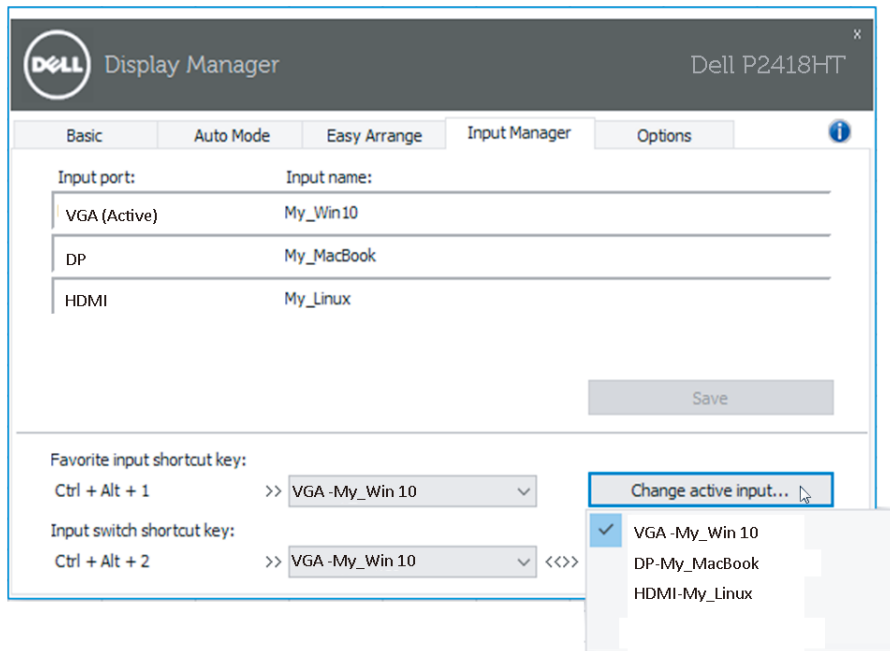 DELL Display Manager
Dell P2418HT
x
Basic Auto Mode Easy Arrange Input Manager Options i
Input port: Input name:
VGA (Active) My_Win10
DP My_MacBook
HDMI My_Linux
Save
Favorite input shortcut key:
Ctrl + Alt + 1 >> VGA -My_Win 10 Change active input...
Input switch shortcut key:
Ctrl + Alt + 2 >> VGA -My_Win 10 <<>>
VGA -My_Win 10
DP-My_MacBook
HDMI-My_Linux